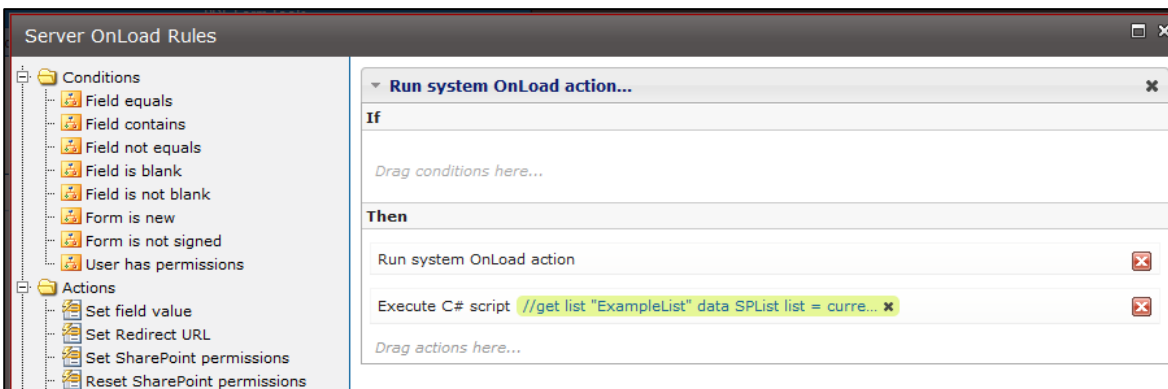 Server OnLoad Rules
Conditions
Field equals
Field contains
Field not equals
Field is blank
Field is not blank
Form is new
Form is not signed
User has permissions
Actions
Set field value
Set Redirect URL
Set SharePoint permissions
Reset SharePoint permissions
Run system OnLoad action...
If
Drag conditions here...
Then
Run system OnLoad action
Execute C# script //get list "ExampleList" data SPList list = curre...
Drag actions here...